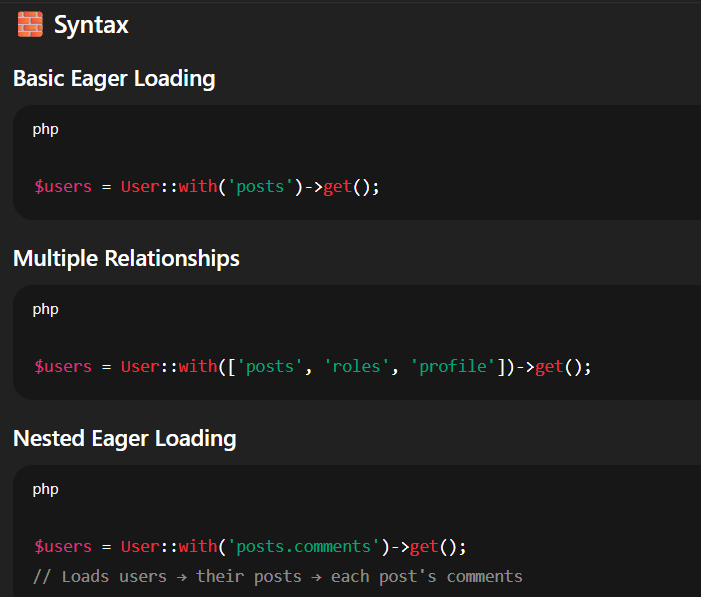 🧱 Syntax
Basic Eager Loading
php
$users = User::with('posts')->get();
Multiple Relationships
php
$users = User::with(['posts', 'roles', 'profile'])->get();
Nested Eager Loading
php
$users = User::with('posts.comments')->get();
// Loads users → their posts → each post's comments